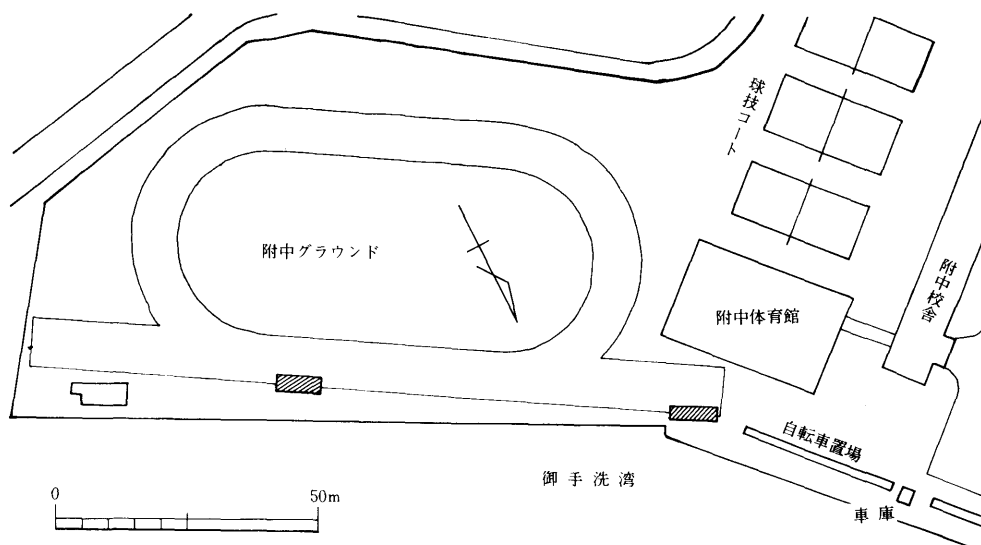 球技コート
附中グラウンド
附中校舎
附中体育館
自転車置場
御手洗湾
車庫
0
50m